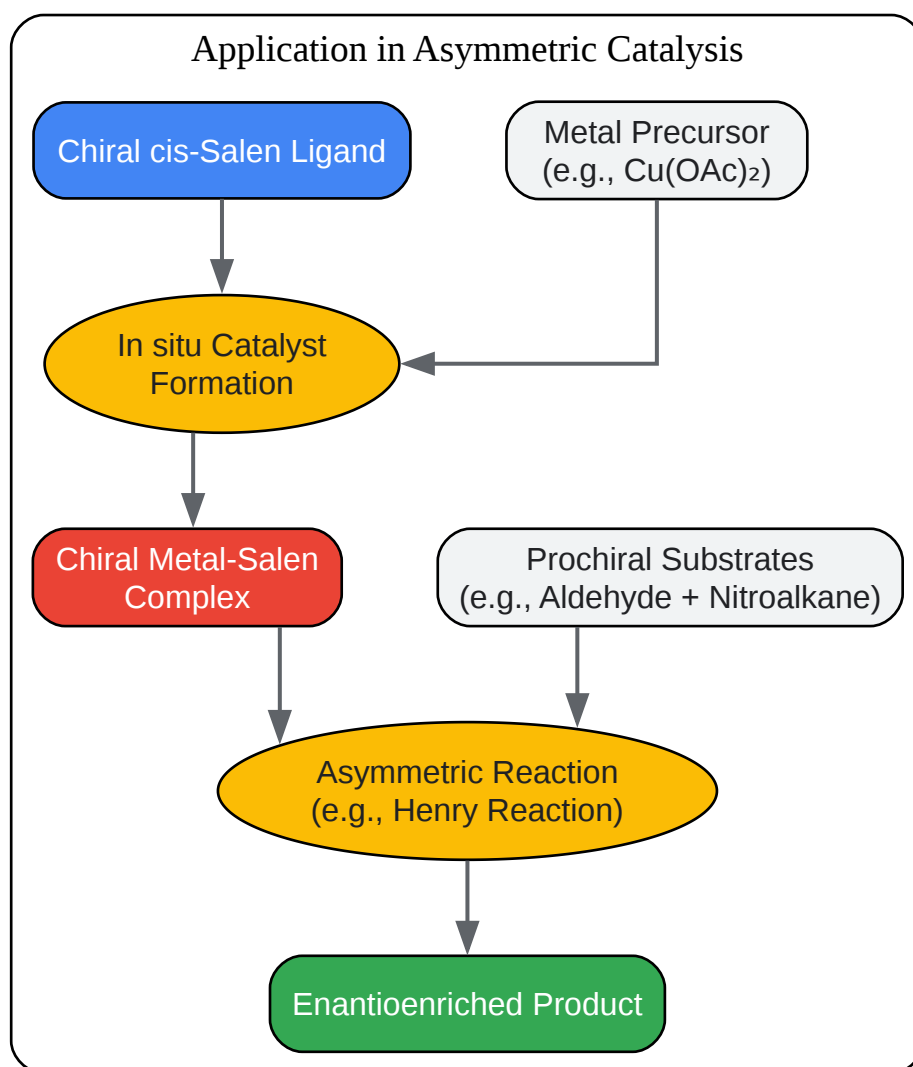 Application in Asymmetric Catalysis
Chiral cis-Salen Ligand
Metal Precursor
(e.g., Cu(OAc)₂)
In situ Catalyst
Formation
Chiral Metal-Salen
Complex
Prochiral Substrates
(e.g., Aldehyde + Nitroalkane)
Asymmetric Reaction
(e.g., Henry Reaction)
Enantioenriched Product